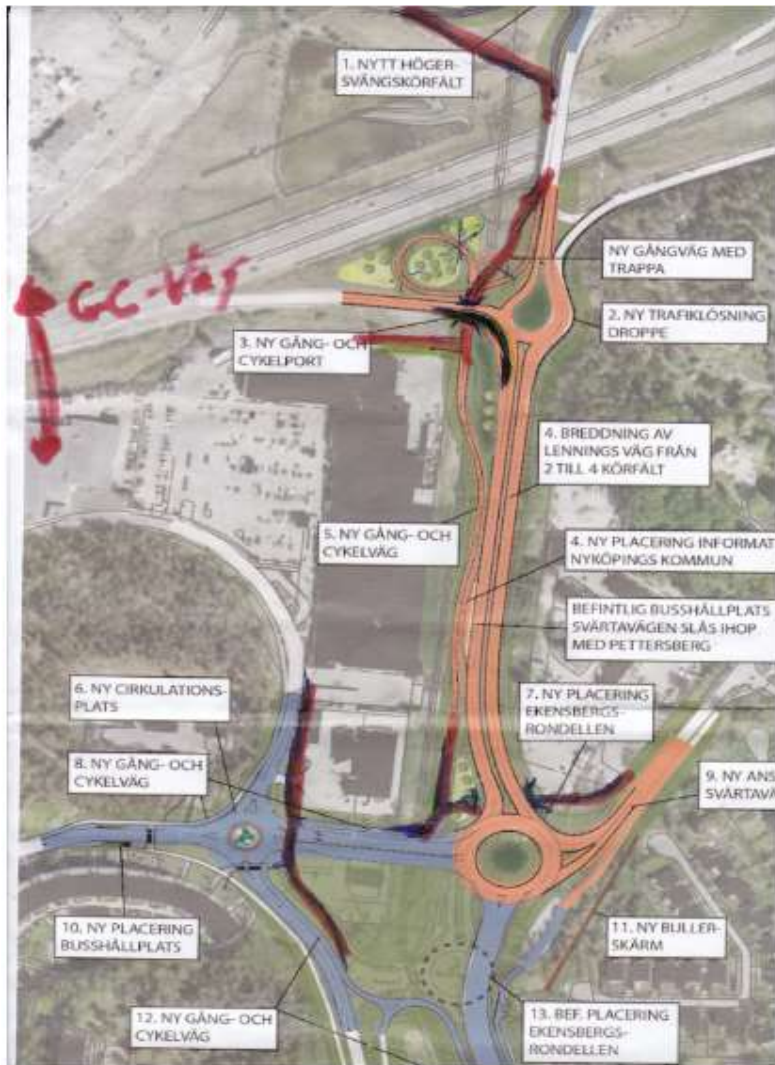 1. NYTT HÖGER-
SVÄNGSKÖRFÄLT
NY GÅNGVÄG MED
TRAPPA
GC-Väg
2. NY TRAFIKLÖSNING
DROPPE
3. NY GÅNG- OCH
CYKELPORT
4. BREDDNING AV
LENNINGS VÄG FRÅN
2 TILL 4 KÖRFÄLT
5. NY GÅNG- OCH
CYKELVÄG
4. NY PLACERING INFORMAT
NYKÖPINGS KOMMUN
BEFINTLIG BUSSHÅLLPLATS
SVÄRTAVÄGEN SLÅS IHOP
MED PETTERSBERG
6. NY CIRKULATIONS-
PLATS
7. NY PLACERING
EKENSBERGS-
RONDELLEN
8. NY GÅNG- OCH
CYKELVÄG
9. NY ANS
SVÄRTAVÄ
10. NY PLACERING
BUSSHÅLLPLATS
11. NY BULLER-
SKÄRM
12. NY GÅNG- OCH
CYKELVÄG
13. BEF. PLACERING
EKENSBERGS-
RONDELLEN